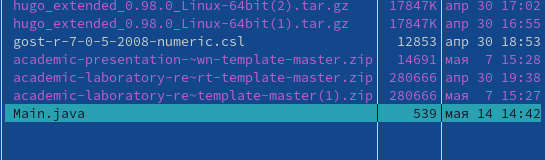 hugo_extended_0.98.0_Linux-64bit(2).tar.gz 17847K апр 30 17:02
hugo_extended_0.98.0_Linux-64bit(1).tar.gz 17847K апр 30 16:55
gost-r-7-0-5-2008-numeric.csl 12853 апр 30 18:53
academic-presentation-~wn-template-master.zip 14691 мая  7 15:28
academic-laboratory-re~rt-template-master.zip 280666 апр 30 19:38
academic-laboratory-re~template-master(1).zip 280666 мая  7 15:27
Main.java 539 мая 14 14:42